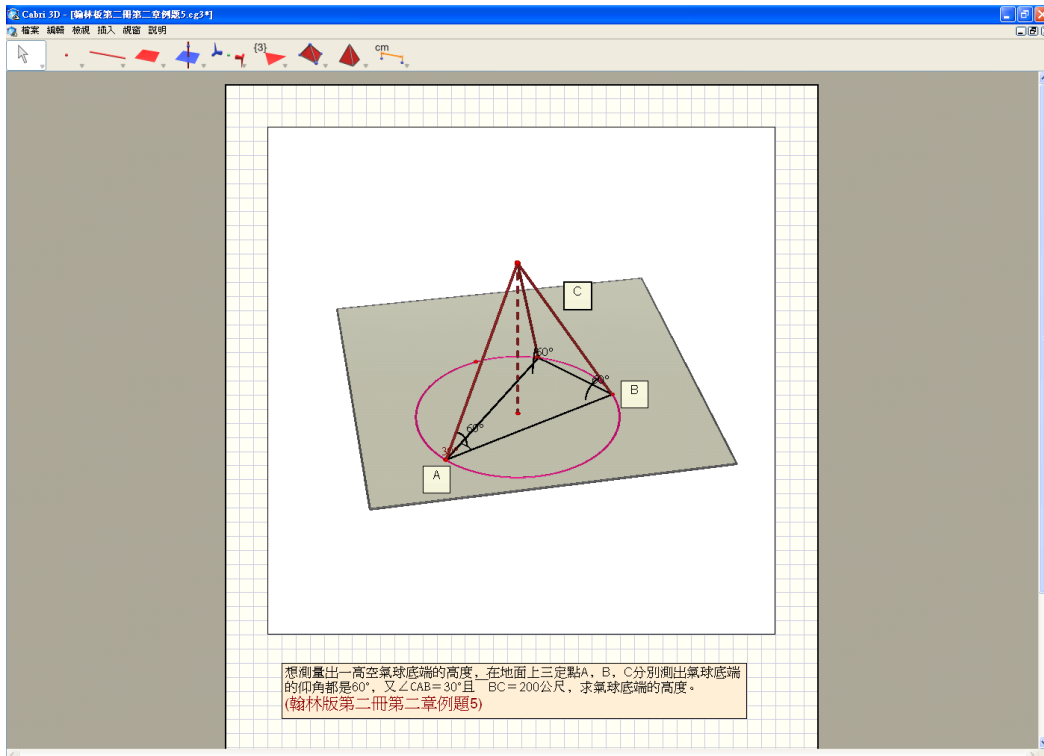 Cabri 3D - [翰林板第二冊第二章例題5.cg3*]
檔案 編輯 檢視 插入 視窗 說明
{3}
cm
C
60°
60°
B
60°
30°
A
想測量出一高空氣球底端的高度，在地面上三定點A，B，C分別測出氣球底端
的仰角都是60°，又∠CAB＝30°且 BC＝200公尺，求氣球底端的高度。
(翰林版第二冊第二章例題5)